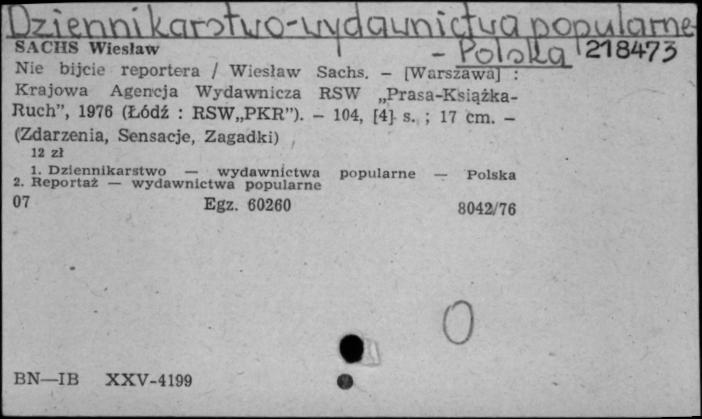 Dziennikarstwo-wydawnictwa popularne-
SACHS Wiesław - Polska 218473
Nie bijcie reportera / Wiesław Sachs. – [Warszawa] :
Krajowa Agencja Wydawnicza RSW „Prasa-Książka-
Ruch”, 1976 (Łódź : RSW„PKR”). – 104, [4] s. ; 17 cm. –
(Zdarzenia, Sensacje, Zagadki)
12 zł
1. Dziennikarstwo — wydawnictwa popularne — Polska
2. Reportaż — wydawnictwa popularne
07 Egz. 60260 8042/76
O
BN—IB XXV-4199